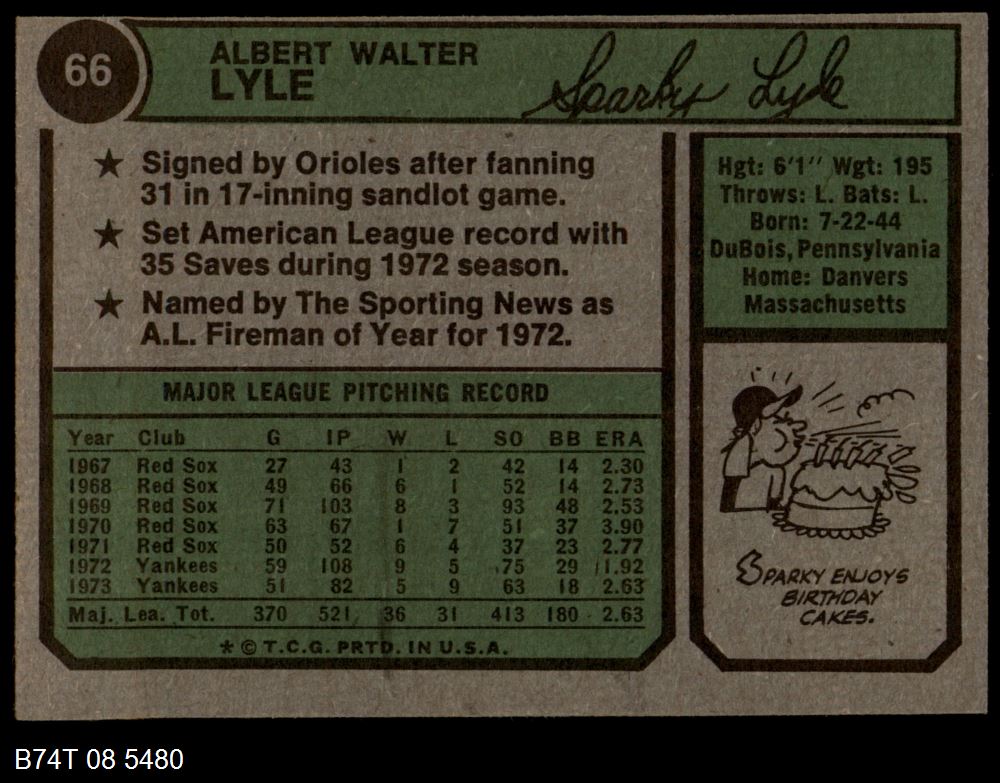 66
ALBERT WALTER
LYLE
Sparky Lyle
★ Signed by Orioles after fanning
31 in 17-inning sandlot game.
★ Set American League record with
35 Saves during 1972 season.
★ Named by The Sporting News as
A.L. Fireman of Year for 1972.
Hgt: 6'1" Wgt: 195
Throws: L. Bats: L.
Born: 7-22-44
DuBois, Pennsylvania
Home: Danvers
Massachusetts
MAJOR LEAGUE PITCHING RECORD
Year Club G IP W L SO BB ERA
1967 Red Sox 27 43 1 2 42 14 2.30
1968 Red Sox 49 66 6 1 52 14 2.73
1969 Red Sox 71 103 8 3 93 48 2.53
1970 Red Sox 63 67 1 7 51 37 3.90
1971 Red Sox 50 52 6 4 37 23 2.77
1972 Yankees 59 108 9 5 75 29 1.92
1973 Yankees 51 82 5 9 63 18 2.63
Maj. Lea. Tot. 370 521 36 31 413 180 2.63
* © T.C.G. PRTD. IN U.S.A.
SPARKY ENJOYS
BIRTHDAY
CAKES.
B74T 08 5480